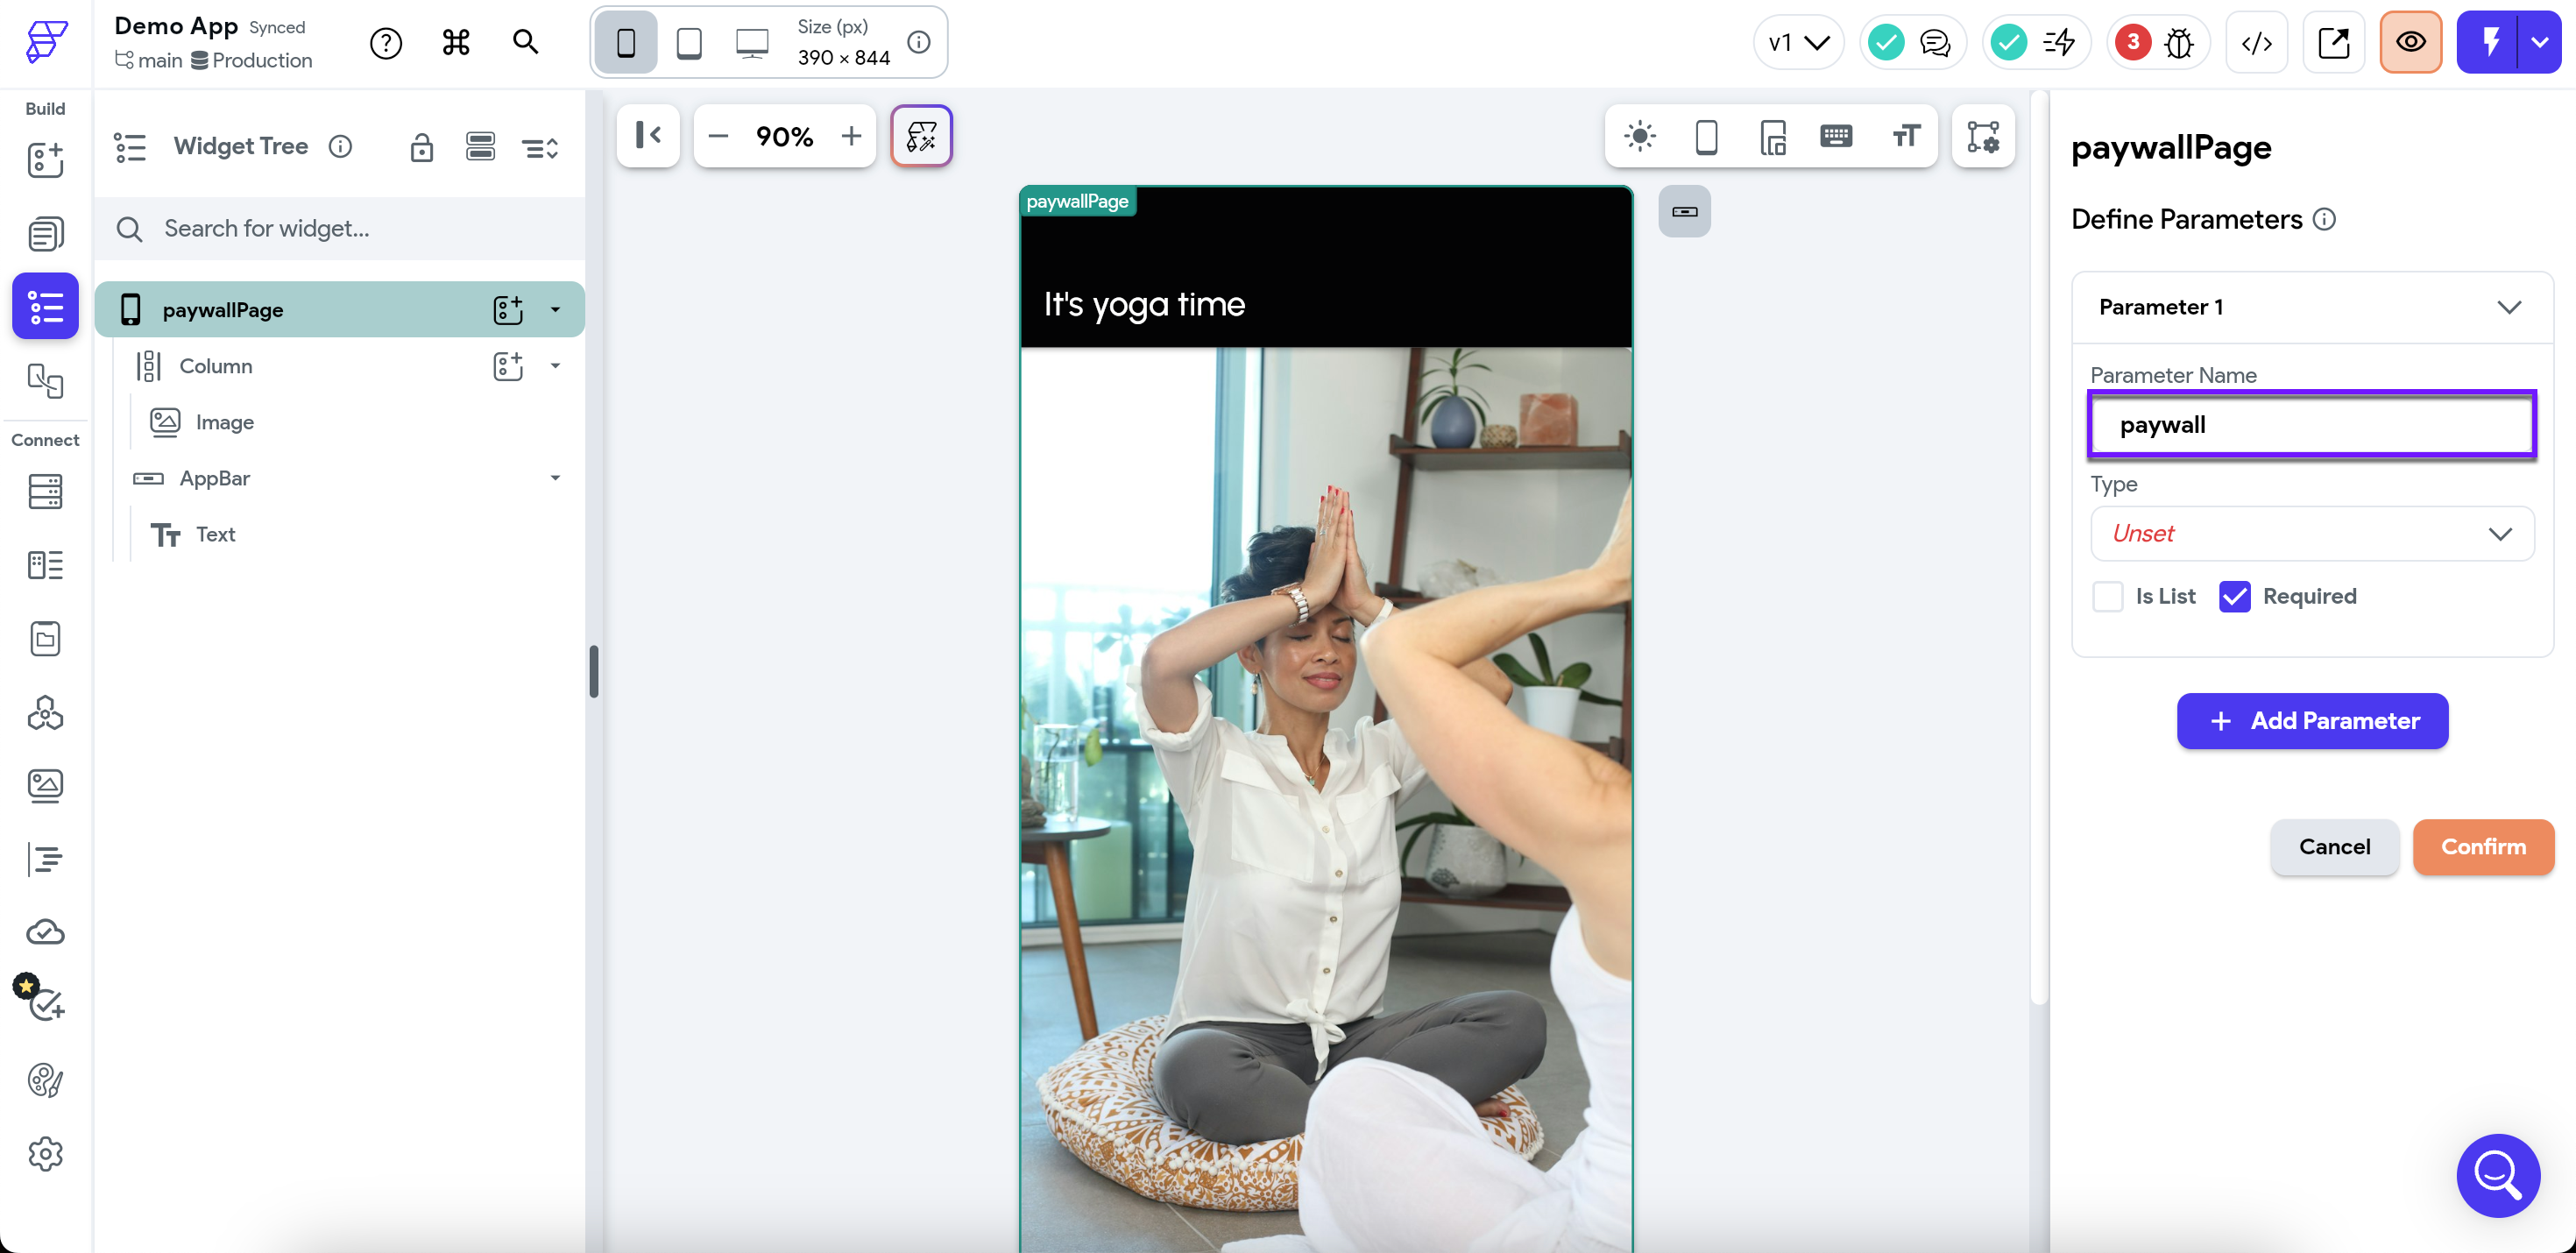 Demo App Synced
main Production
Size (px)
390 × 844
v1
3
Build
Connect
Widget Tree
Search for widget...
paywallPage
Column
Image
AppBar
Text
90%
paywallPage
It's yoga time
paywallPage
Define Parameters
Parameter 1
Parameter Name
paywall
Type
Unset
Is List Required
+ Add Parameter
Cancel Confirm